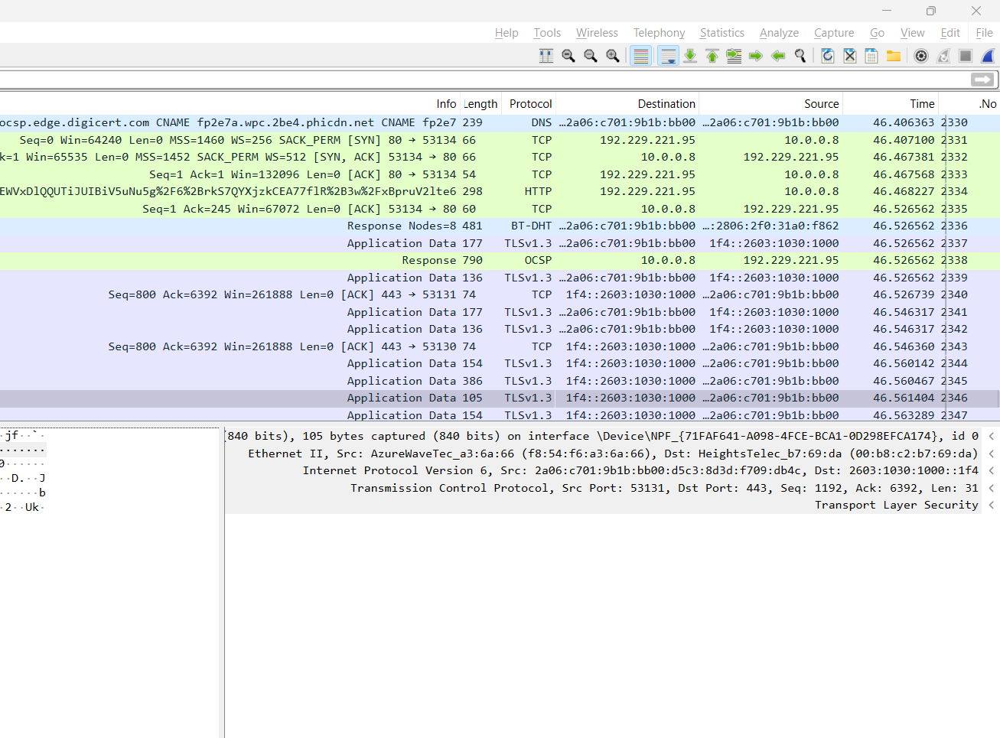 Help Tools Wireless Telephony Statistics Analyze Capture Go View Edit File
Info Length Protocol Destination Source Time .No
ocsp.edge.digicert.com CNAME fp2e7a.wpc.2be4.phicdn.net CNAME fp2e7 239 DNS …2a06:c701:9b1b:bb00 …2a06:c701:9b1b:bb00 46.406363 2330
Seq=0 Win=64240 Len=0 MSS=1460 WS=256 SACK_PERM [SYN] 80 → 53134 66 TCP 192.229.221.95 10.0.0.8 46.407100 2331
k=1 Win=65535 Len=0 MSS=1452 SACK_PERM WS=512 [SYN, ACK] 53134 → 80 66 TCP 10.0.0.8 192.229.221.95 46.467381 2332
Seq=1 Ack=1 Win=132096 Len=0 [ACK] 80 → 53134 54 TCP 192.229.221.95 10.0.0.8 46.467568 2333
EWVxDlQQUTiJUIBiV5uNu5g%2F6%2BrkS7QYXjzkCEA77flR%2B3w%2FxBpruV2lte6 298 HTTP 192.229.221.95 10.0.0.8 46.468227 2334
Seq=1 Ack=245 Win=67072 Len=0 [ACK] 53134 → 80 60 TCP 10.0.0.8 192.229.221.95 46.526562 2335
Response Nodes=8 481 BT-DHT …2a06:c701:9b1b:bb00 …:2806:2f0:31a0:f862 46.526562 2336
Application Data 177 TLSv1.3 …2a06:c701:9b1b:bb00 1f4::2603:1030:1000 46.526562 2337
Response 790 OCSP 10.0.0.8 192.229.221.95 46.526562 2338
Application Data 136 TLSv1.3 …2a06:c701:9b1b:bb00 1f4::2603:1030:1000 46.526562 2339
Seq=800 Ack=6392 Win=261888 Len=0 [ACK] 443 → 53131 74 TCP 1f4::2603:1030:1000 …2a06:c701:9b1b:bb00 46.526739 2340
Application Data 177 TLSv1.3 …2a06:c701:9b1b:bb00 1f4::2603:1030:1000 46.546317 2341
Application Data 136 TLSv1.3 …2a06:c701:9b1b:bb00 1f4::2603:1030:1000 46.546317 2342
Seq=800 Ack=6392 Win=261888 Len=0 [ACK] 443 → 53130 74 TCP 1f4::2603:1030:1000 …2a06:c701:9b1b:bb00 46.546360 2343
Application Data 154 TLSv1.3 1f4::2603:1030:1000 …2a06:c701:9b1b:bb00 46.560142 2344
Application Data 386 TLSv1.3 1f4::2603:1030:1000 …2a06:c701:9b1b:bb00 46.560467 2345
Application Data 105 TLSv1.3 1f4::2603:1030:1000 …2a06:c701:9b1b:bb00 46.561404 2346
Application Data 154 TLSv1.3 1f4::2603:1030:1000 …2a06:c701:9b1b:bb00 46.563289 2347
·jf··`·
·······
0······
··D.··J
······b
·2··Uk·
(840 bits), 105 bytes captured (840 bits) on interface \Device\NPF_{71FAF641-A098-4FCE-BCA1-0D298EFCA174}, id 0
Ethernet II, Src: AzureWaveTec_a3:6a:66 (f8:54:f6:a3:6a:66), Dst: HeightsTelec_b7:69:da (00:b8:c2:b7:69:da)
Internet Protocol Version 6, Src: 2a06:c701:9b1b:bb00:d5c3:8d3d:f709:db4c, Dst: 2603:1030:1000::1f4
Transmission Control Protocol, Src Port: 53131, Dst Port: 443, Seq: 1192, Ack: 6392, Len: 31
Transport Layer Security